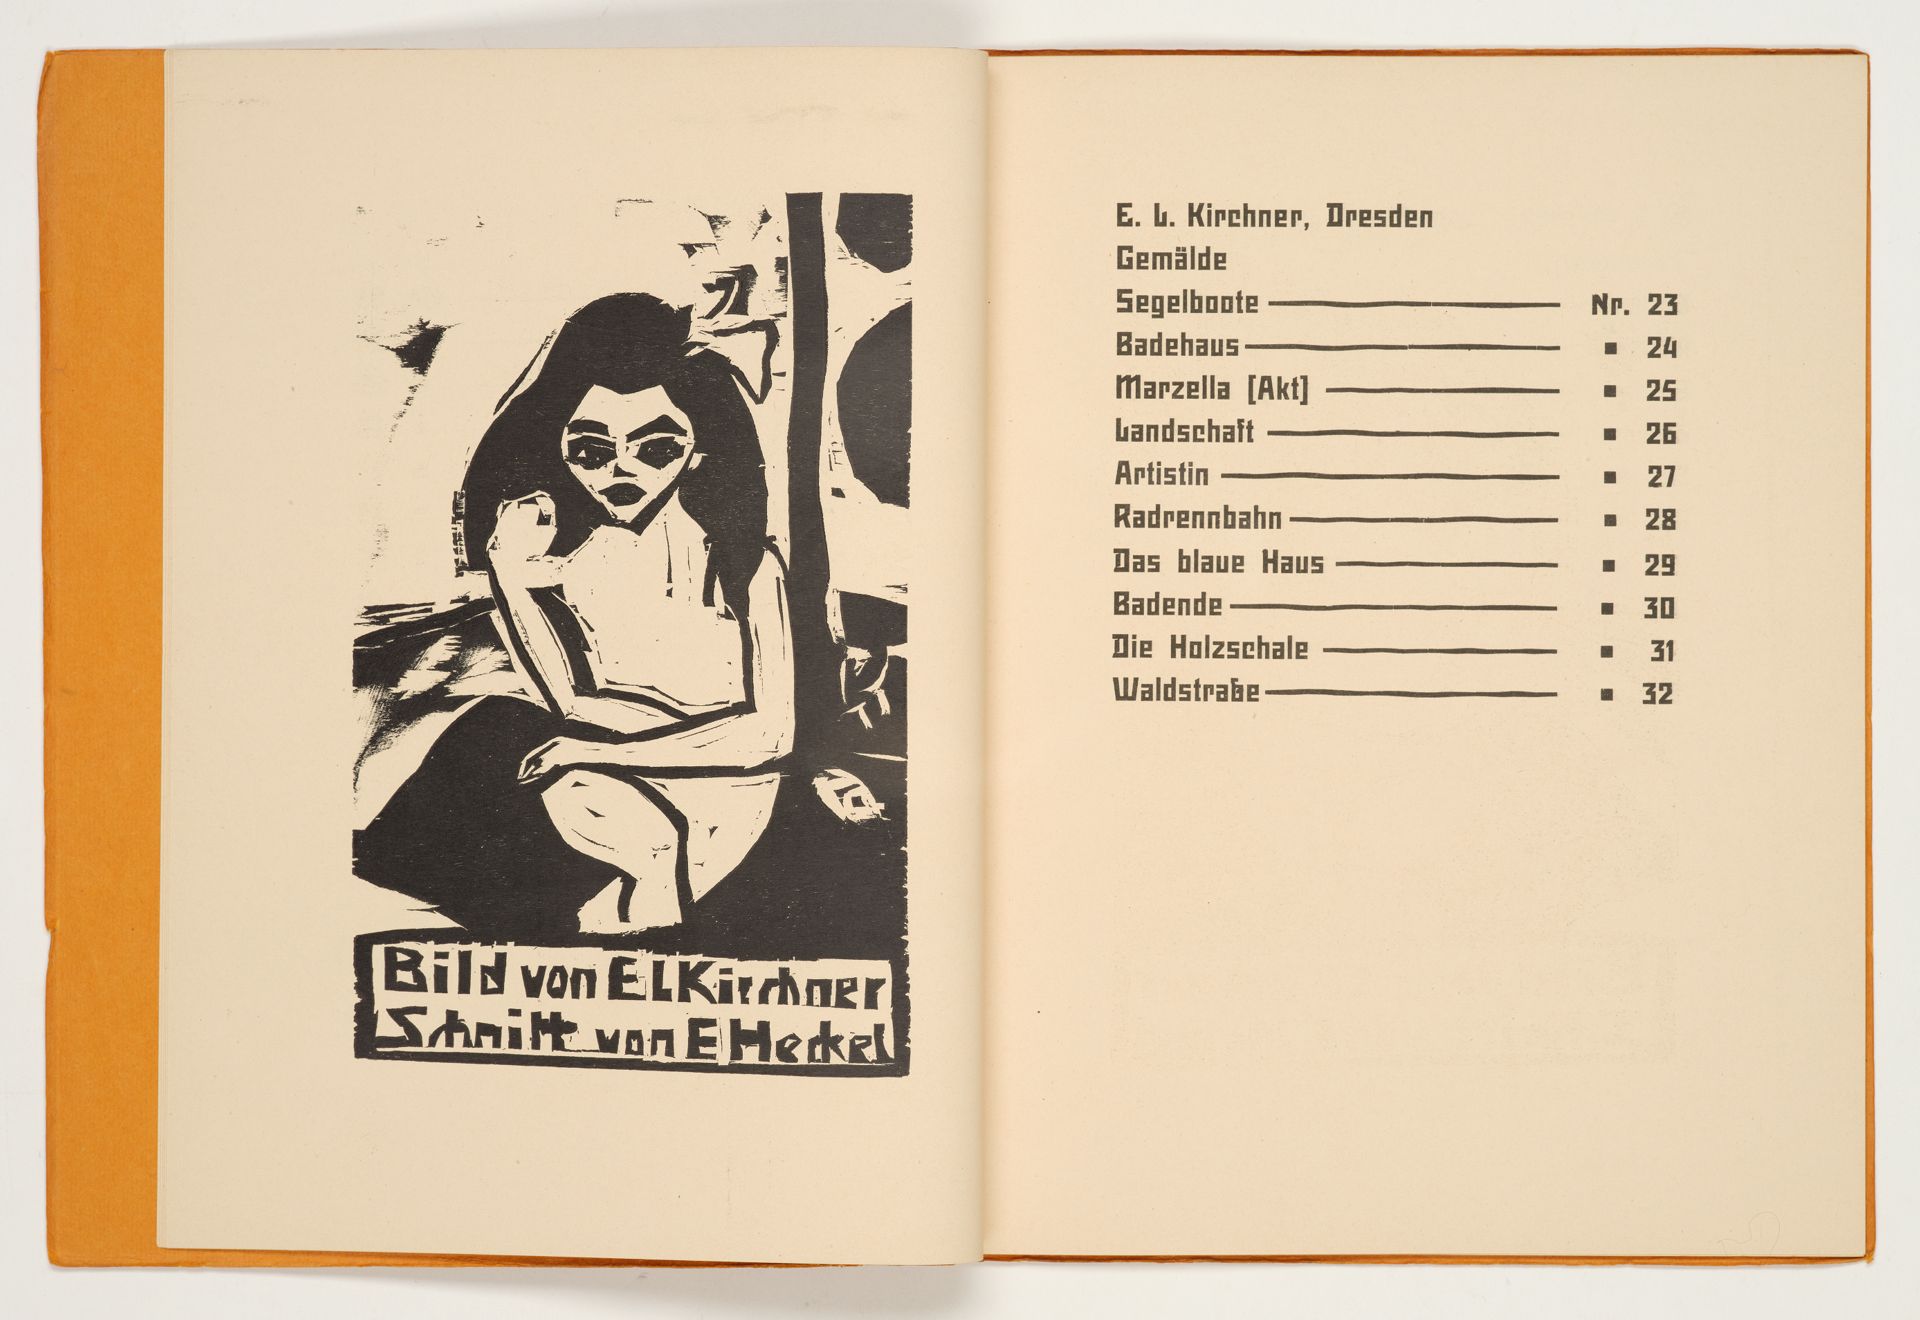 Bild von E L Kirchner
Schnitt von E Heckel
E. L. Kirchner, Dresden
Gemälde
Segelboote Nr. 23
Badehaus ▪ 24
Marzella [Akt] ▪ 25
Landschaft ▪ 26
Artistin ▪ 27
Radrennbahn ▪ 28
Das blaue Haus ▪ 29
Badende ▪ 30
Die Holzschale ▪ 31
Waldstraße ▪ 32